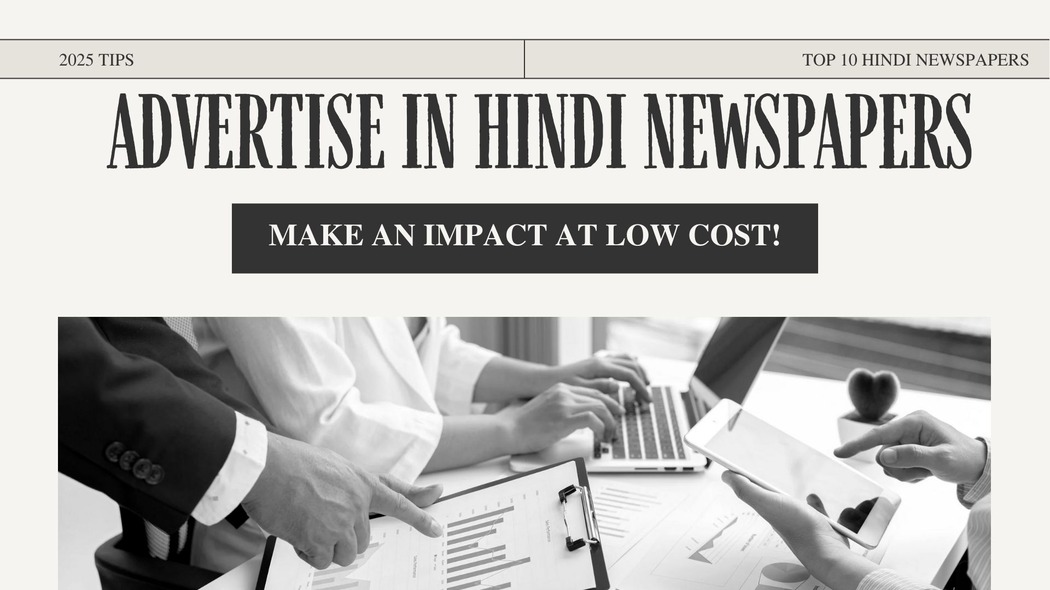 2025 TIPS
TOP 10 HINDI NEWSPAPERS
ADVERTISE IN HINDI NEWSPAPERS
MAKE AN IMPACT AT LOW COST!